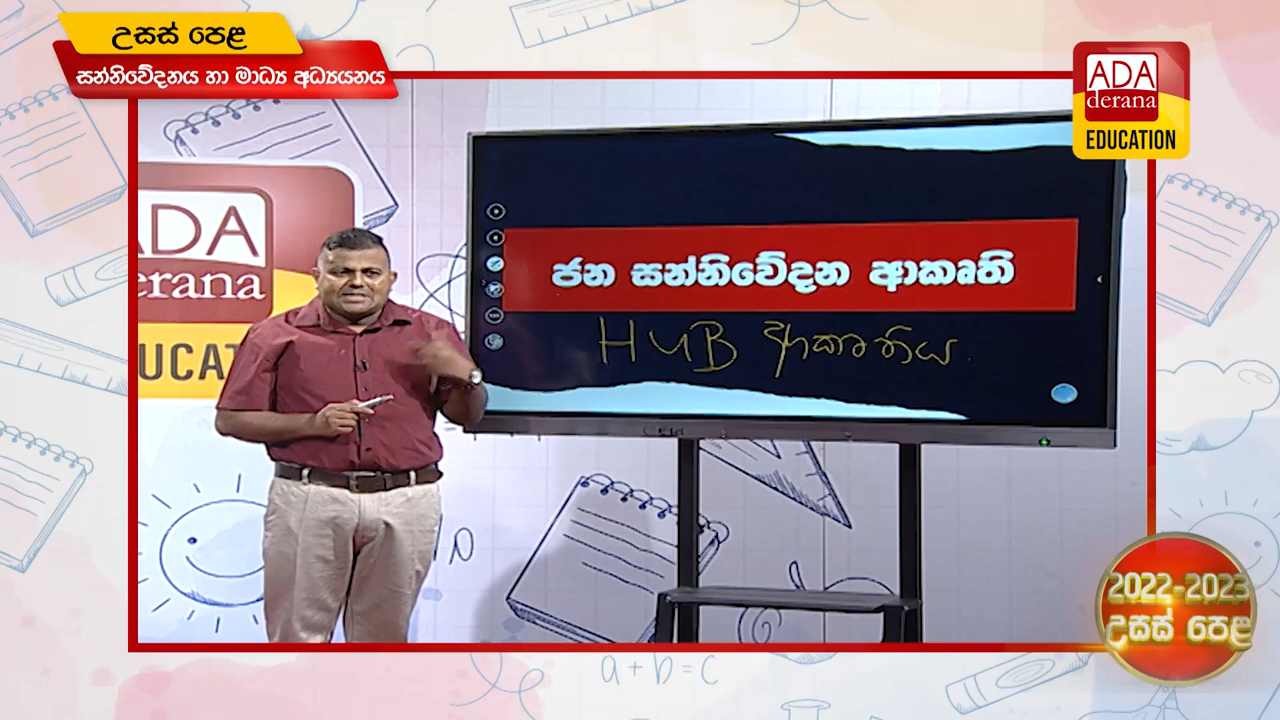 උසස් පෙළ
සන්නිවේදනය හා මාධ්‍ය අධ්‍යයනය
ADA
derana
EDUCATION
ADA
derana
UCAT
ජන සන්නිවේදන ආකෘති
HUB ආකෘතිය
2022-2023
උසස් පෙළ
a+b=c